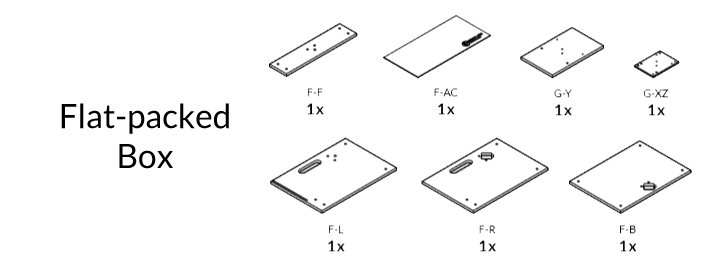 Flat-packed
Box
F-F
1x
F-AC
1x
G-Y
1x
G-XZ
1x
F-L
1x
F-R
1x
F-B
1x